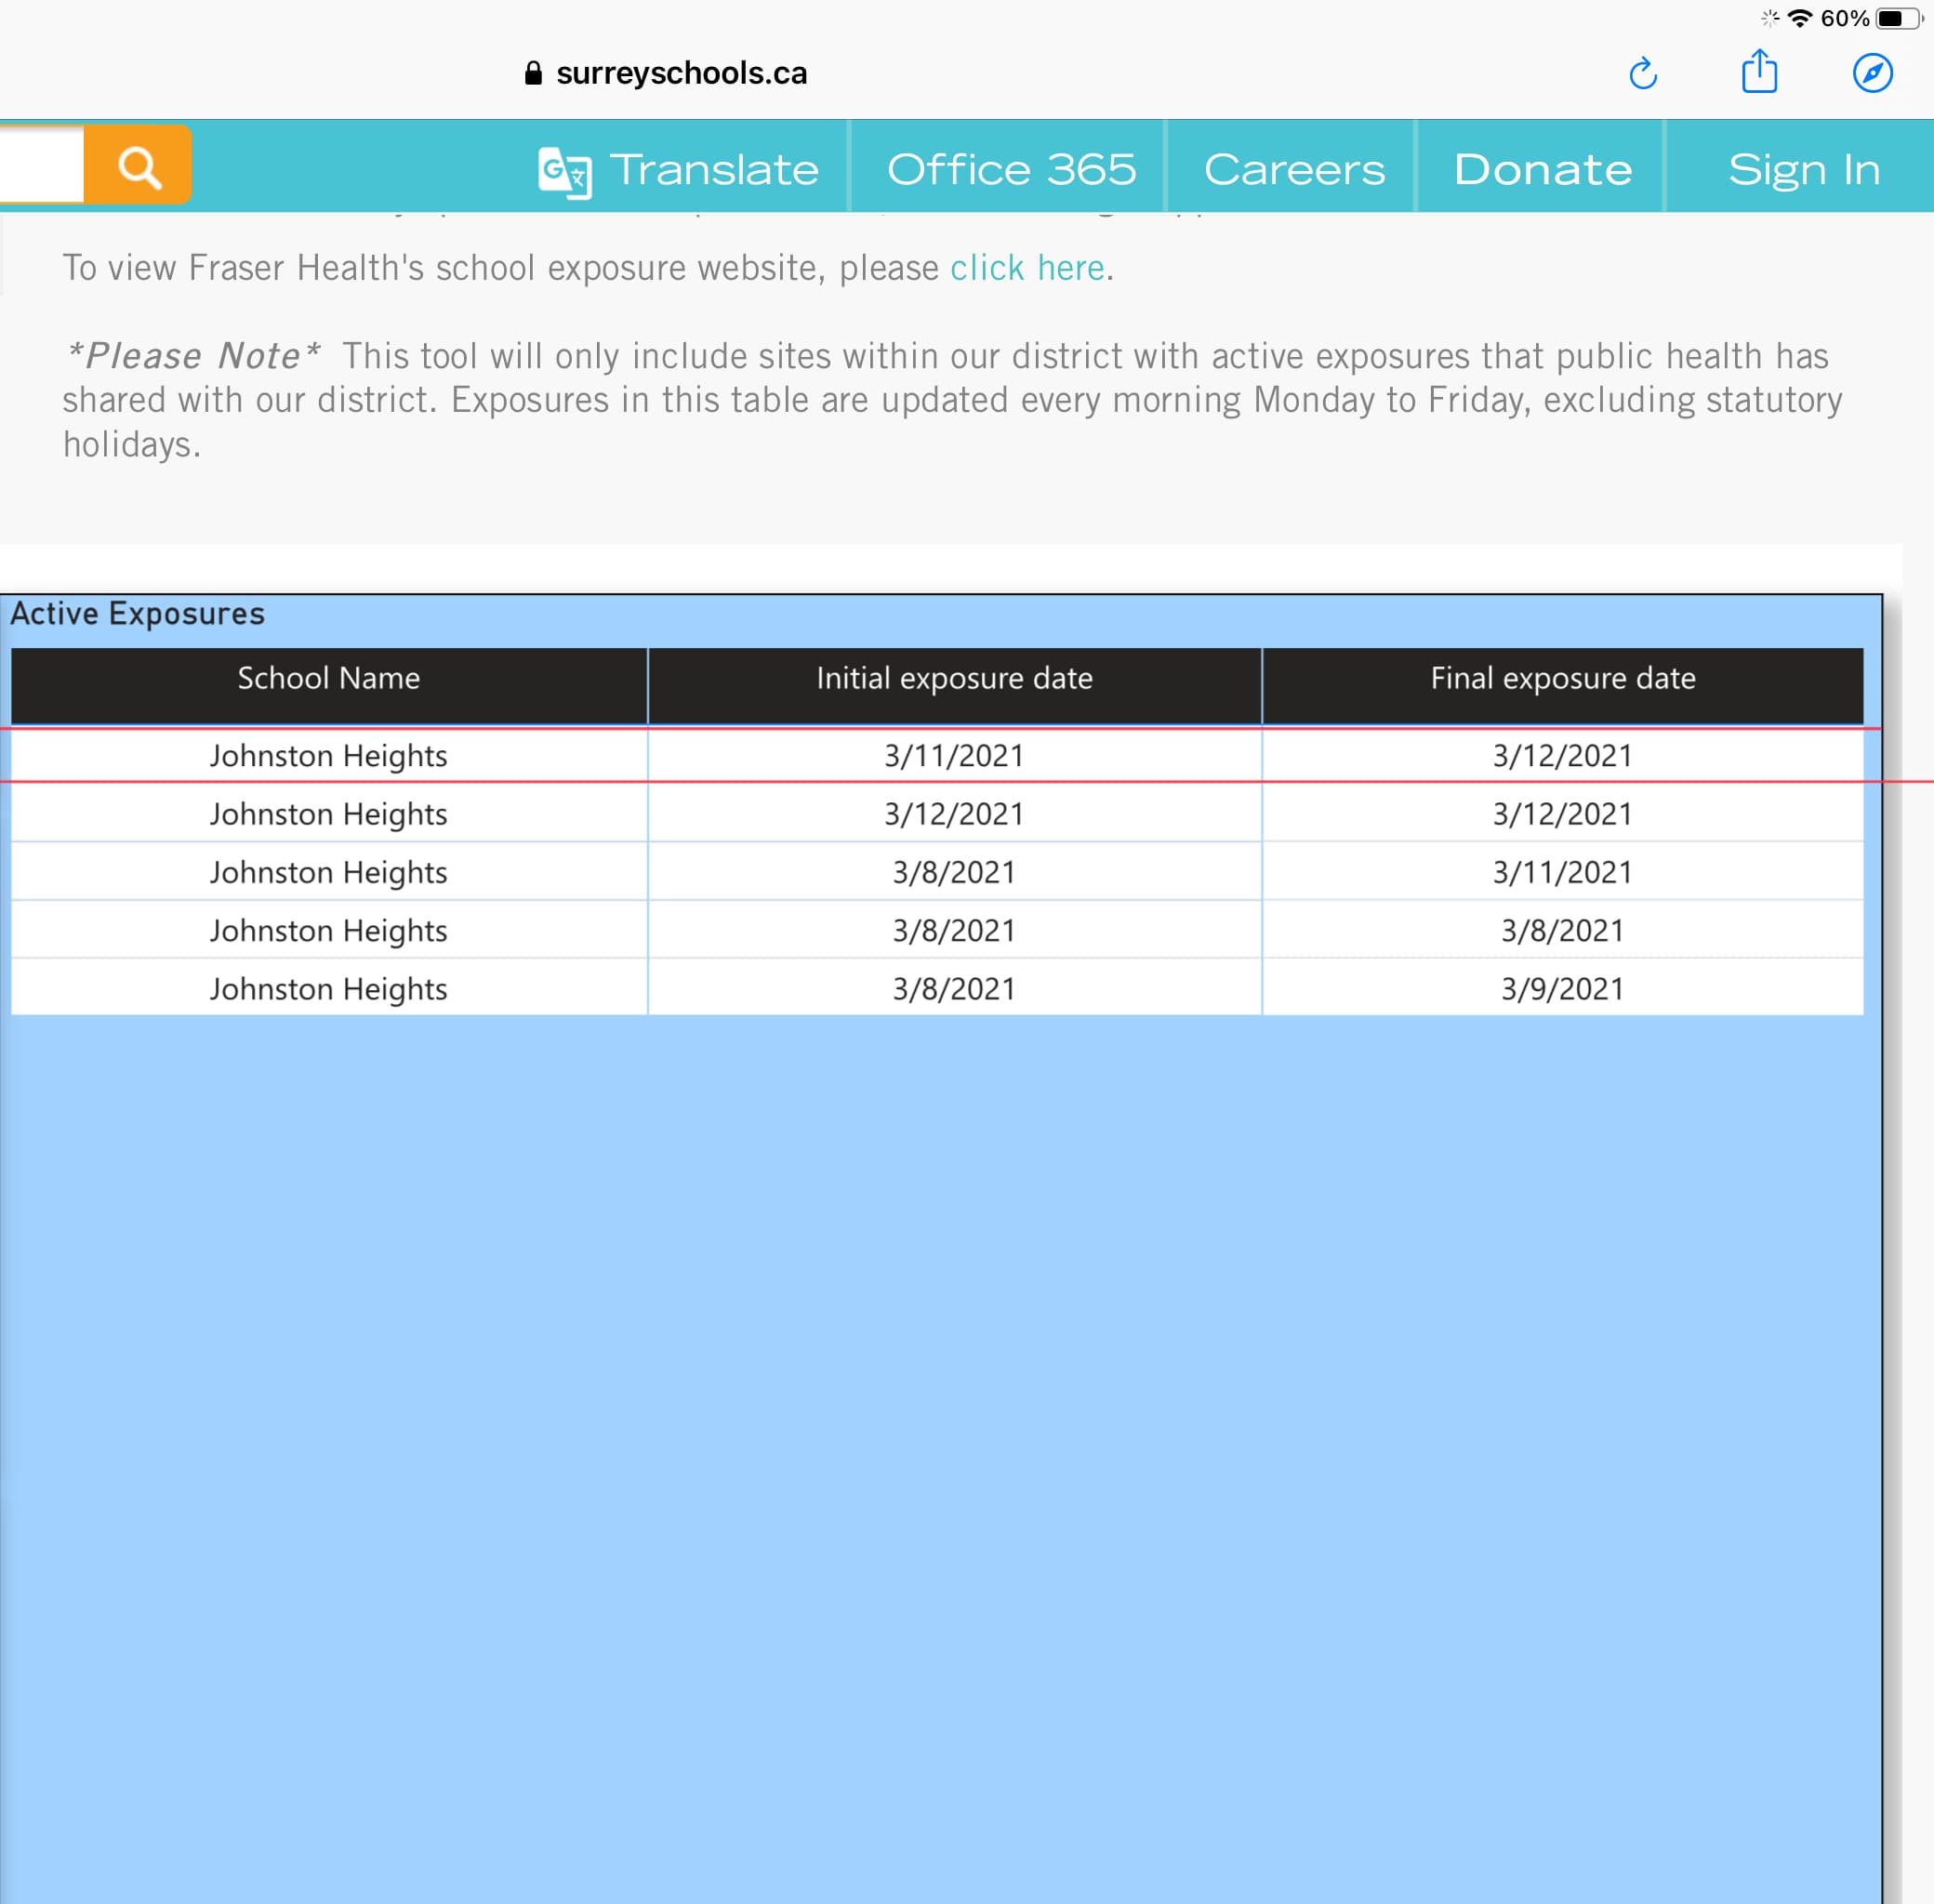 60%
surreyschools.ca
Translate Office 365 Careers Donate Sign In
To view Fraser Health's school exposure website, please click here.
*Please Note* This tool will only include sites within our district with active exposures that public health has
shared with our district. Exposures in this table are updated every morning Monday to Friday, excluding statutory
holidays.
Active Exposures
School Name Initial exposure date Final exposure date
Johnston Heights 3/11/2021 3/12/2021
Johnston Heights 3/12/2021 3/12/2021
Johnston Heights 3/8/2021 3/11/2021
Johnston Heights 3/8/2021 3/8/2021
Johnston Heights 3/8/2021 3/9/2021